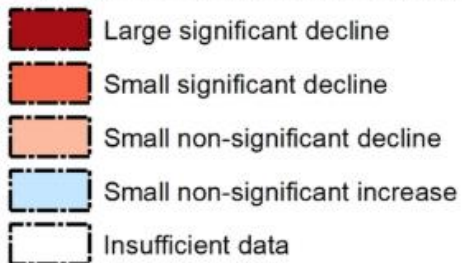 Large significant decline
Small significant decline
Small non-significant decline
Small non-significant increase
Insufficient data